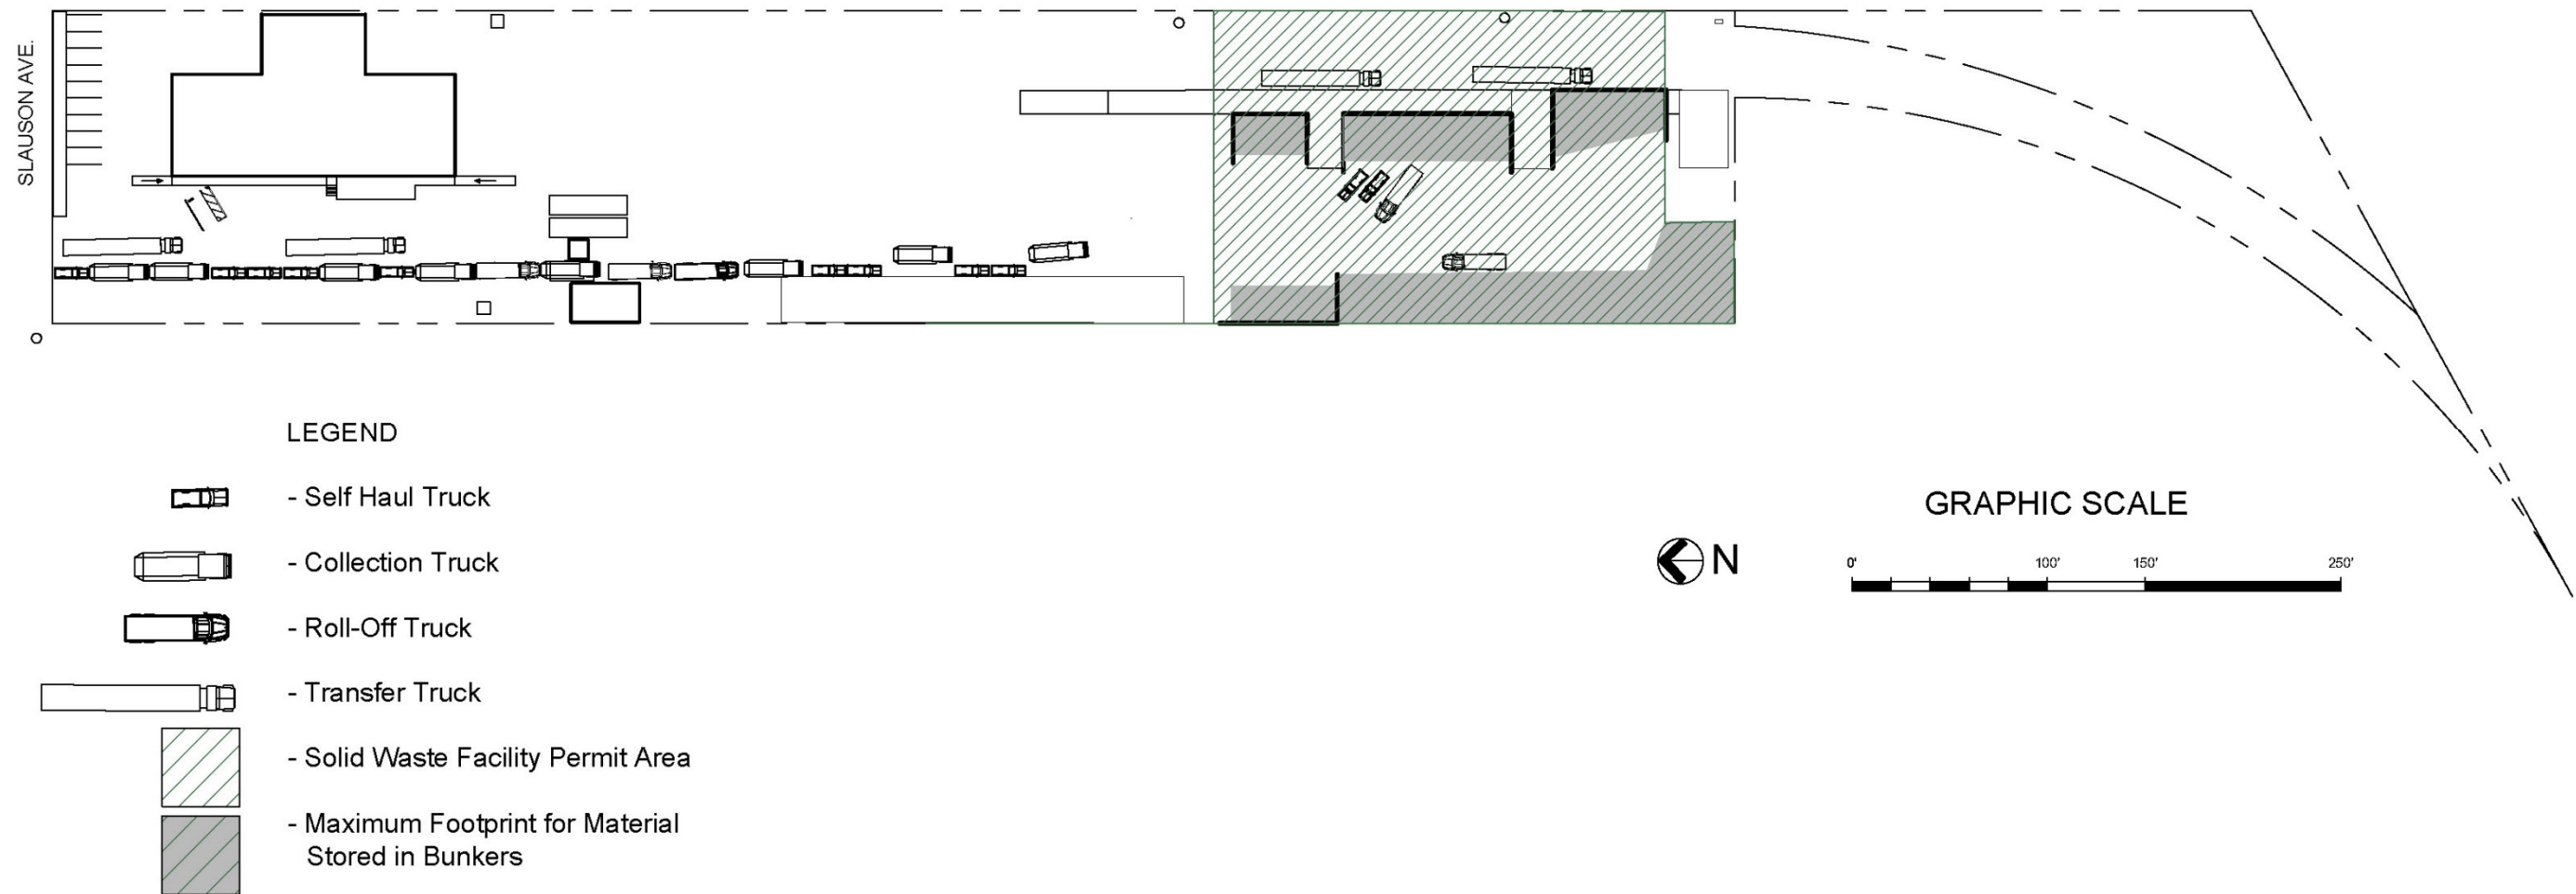 SLAUSON AVE.
LEGEND
- Self Haul Truck
- Collection Truck
- Roll-Off Truck
- Transfer Truck
- Solid Waste Facility Permit Area
- Maximum Footprint for Material
Stored in Bunkers
N
GRAPHIC SCALE
0' 100' 150' 250'